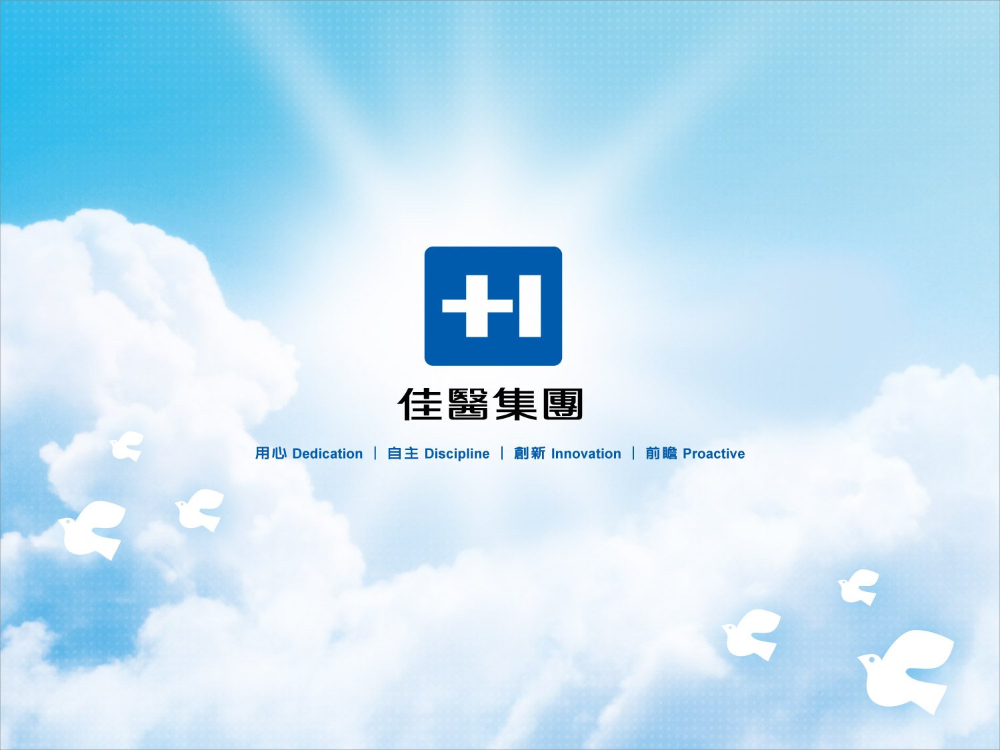 佳醫集團
用心 Dedication ｜ 自主 Discipline ｜ 創新 Innovation ｜ 前瞻 Proactive